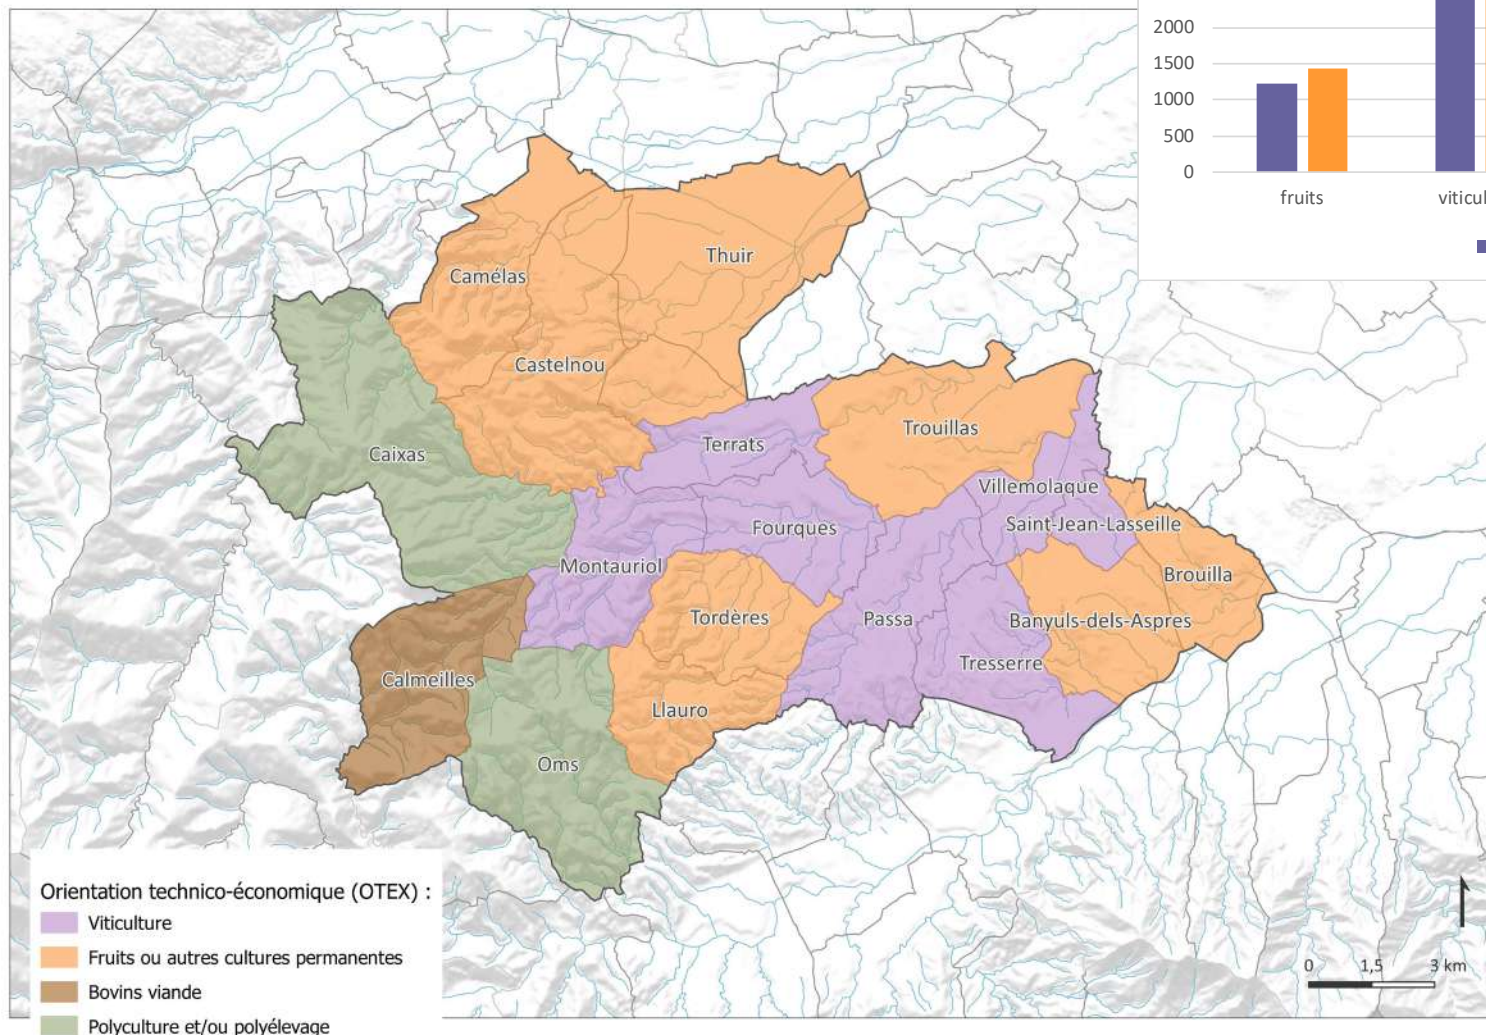 2000
1500
1000
500
0
fruits
viticul
Thuir
Camélas
Castelnou
Caixas
Terrats
Trouillas
Villemolaque
Saint-Jean-Lasseille
Fourques
Montauriol
Brouilla
Tordères
Passa
Banyuls-dels-Aspres
Tresserre
Calmeilles
Llauro
Oms
Orientation technico-économique (OTEX) :
Viticulture
Fruits ou autres cultures permanentes
Bovins viande
Polyculture et/ou polyélevage
0 1,5 3 km